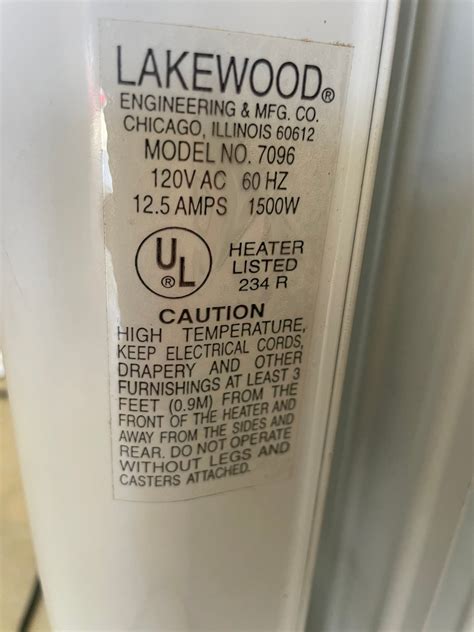 LAKEWOOD®
ENGINEERING & MFG. CO.
CHICAGO, ILLINOIS 60612
MODEL NO. 7096
120V AC 60 HZ
12.5 AMPS 1500W
UL®
HEATER
LISTED
234 R
CAUTION
HIGH TEMPERATURE,
KEEP ELECTRICAL CORDS,
DRAPERY AND OTHER
FURNISHINGS AT LEAST 3
FEET (0.9M) FROM THE
FRONT OF THE HEATER AND
AWAY FROM THE SIDES AND
REAR. DO NOT OPERATE
WITHOUT LEGS AND
CASTERS ATTACHED.